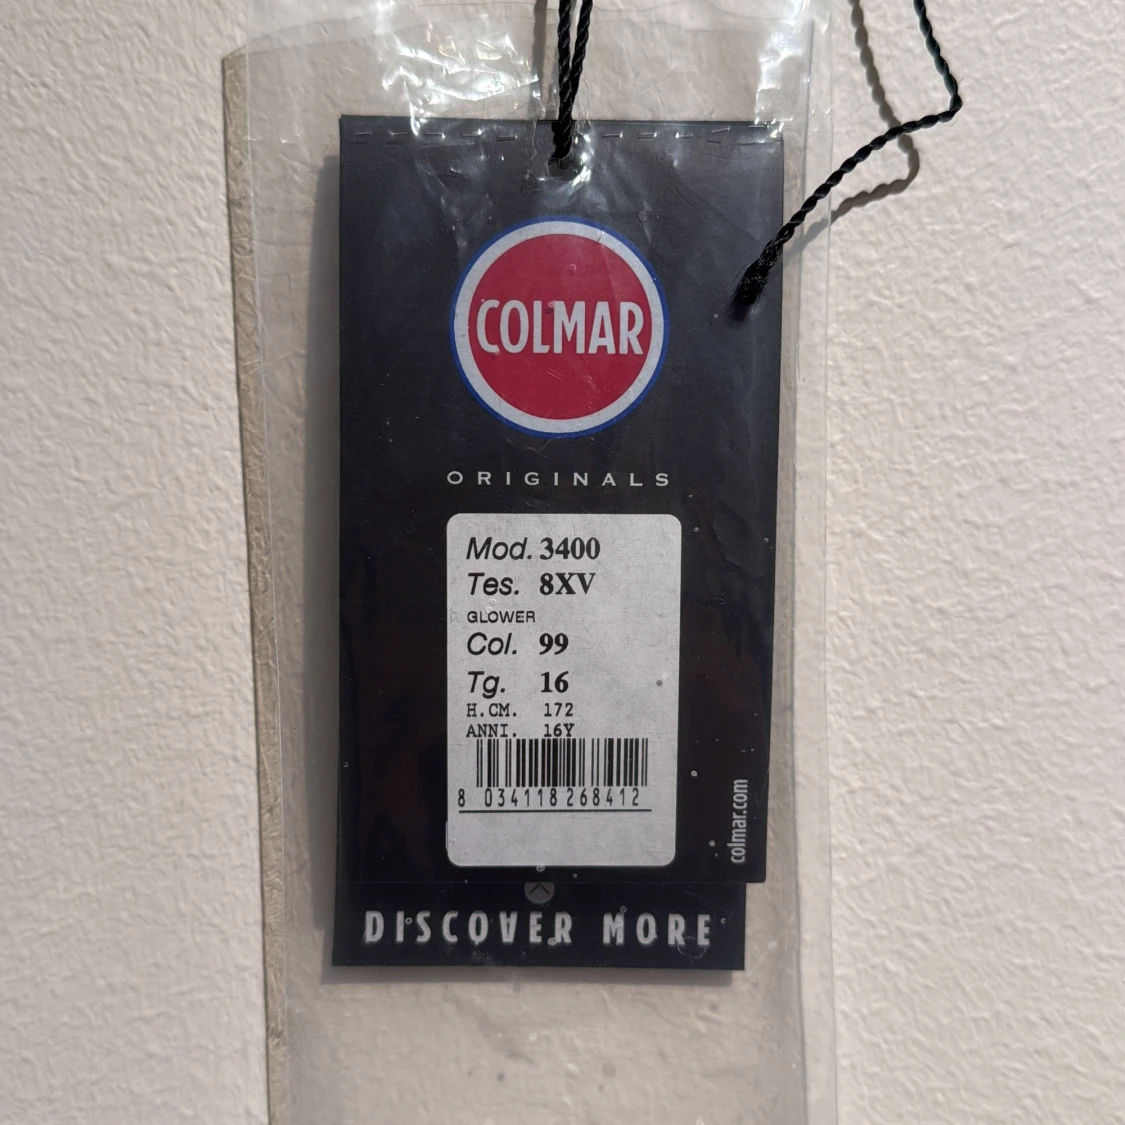 COLMAR
ORIGINALS
Mod. 3400
Tes. 8XV
GLOWER
Col. 99
Tg. 16
H.CM. 172
ANNI. 16Y
8 034118 268412
colmar.com
DISCOVER MORE